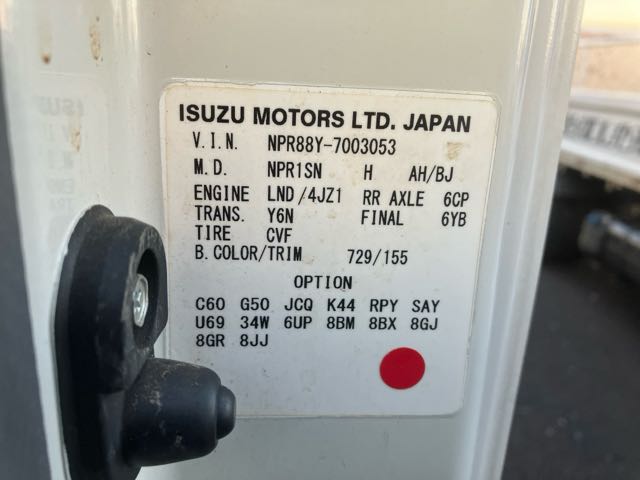 ISUZU MOTORS LTD. JAPAN
V.I.N. NPR88Y-7003053
M.D. NPR1SN H AH/BJ
ENGINE LND/4JZ1 RR AXLE 6CP
TRANS. Y6N FINAL 6YB
TIRE CVF
B.COLOR/TRIM 729/155
OPTION
C60 G50 JCQ K44 RPY SAY
U69 34W 6UP 8BM 8BX 8GJ
8GR 8JJ